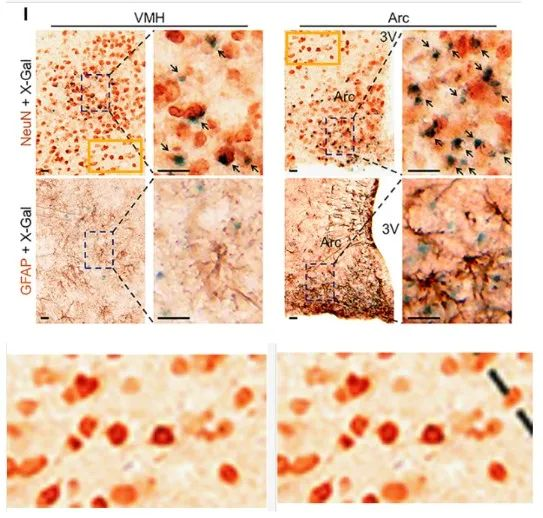 I
VMH
Arc
NeuN + X-Gal
3V
Arc
GFAP + X-Gal
Arc
3V